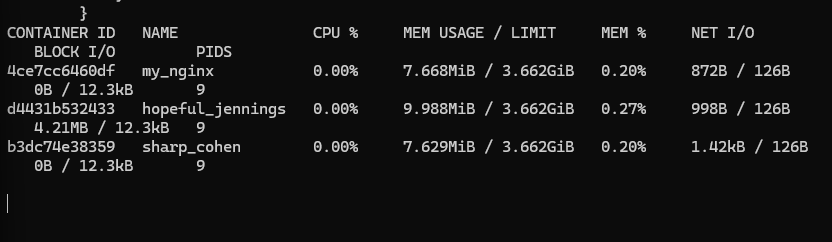 }
CONTAINER ID   NAME               CPU %     MEM USAGE / LIMIT     MEM %     NET I/O
   BLOCK I/O         PIDS
4ce7cc6460df   my_nginx           0.00%     7.668MiB / 3.662GiB   0.20%     872B / 126B
   0B / 12.3kB       9
d4431b532433   hopeful_jennings   0.00%     9.988MiB / 3.662GiB   0.27%     998B / 126B
   4.21MB / 12.3kB   9
b3dc74e38359   sharp_cohen        0.00%     7.629MiB / 3.662GiB   0.20%     1.42kB / 126B
   0B / 12.3kB       9